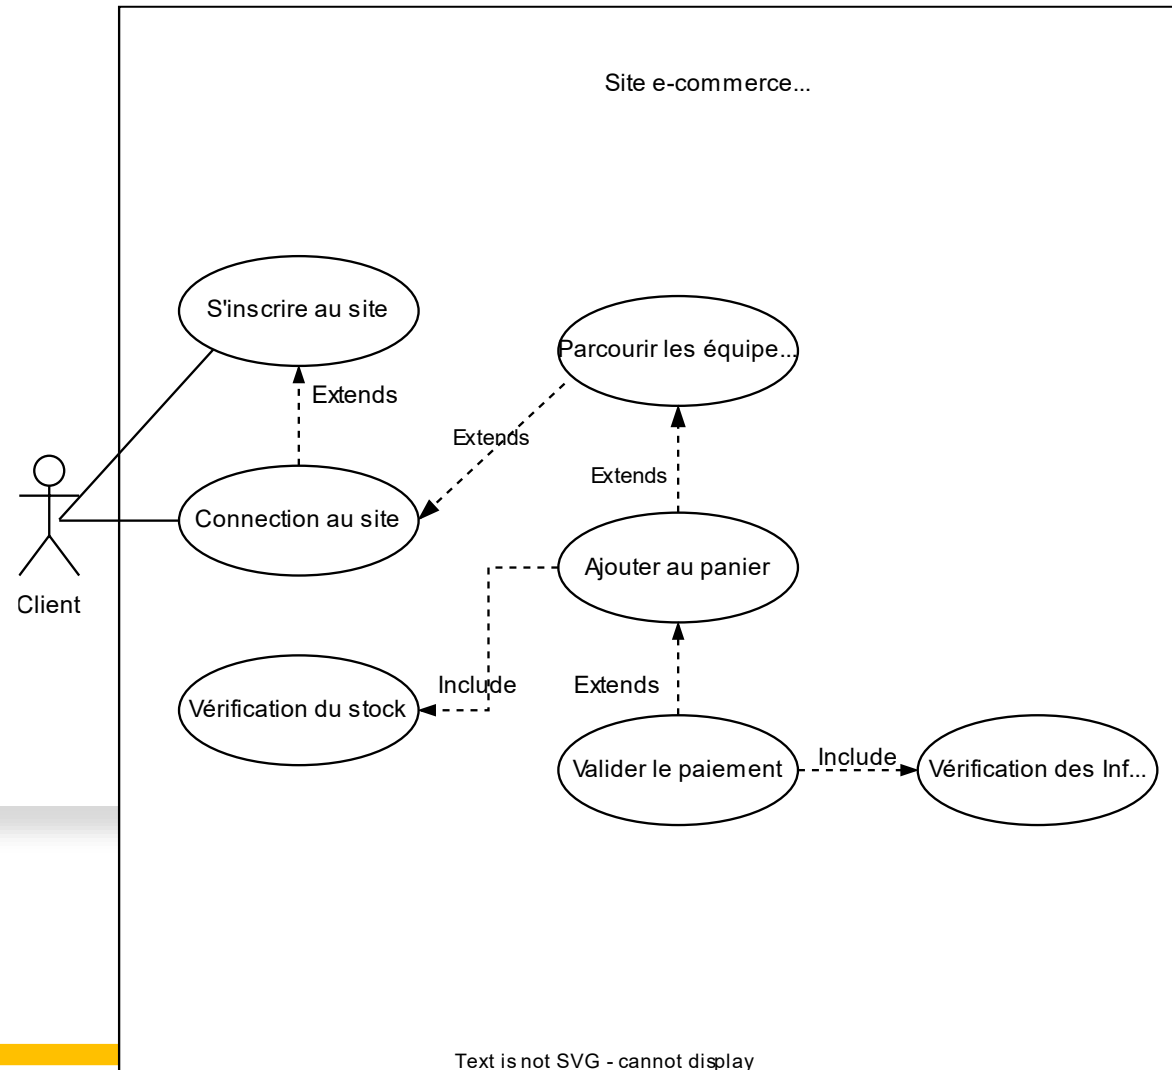 Site e-commerce...
S'inscrire au site
Parcourir les équipe...
Extends
Extends
Extends
Connection au site
Ajouter au panier
Client
Include
Extends
Vérification du stock
Include
Valider le paiement
Vérification des Inf...
Text is not SVG - cannot display